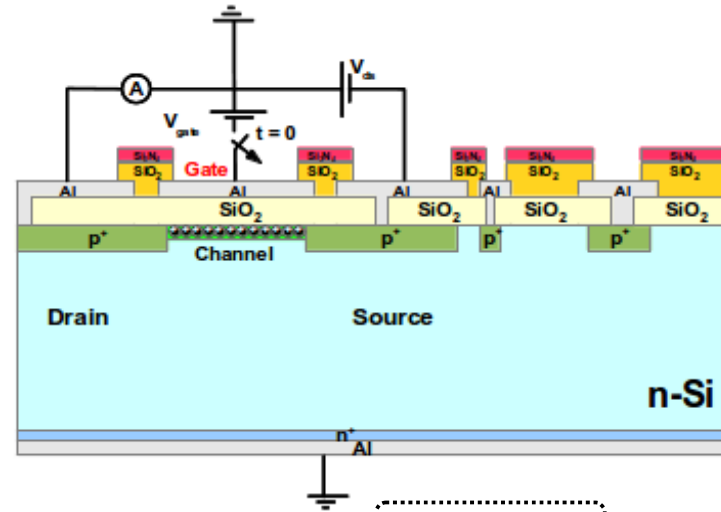 A
V_ds
V_gate
t = 0
Si₃N₄ Si₃N₄ Si₃N₄ Si₃N₄ Si₃N₄
SiO₂ Gate SiO₂ SiO₂ SiO₂ SiO₂
Al Al Al Al Al
SiO₂ SiO₂ SiO₂ SiO₂
p⁺ p⁺ p⁺ p⁺
Channel
Drain Source
n-Si
n⁺
Al